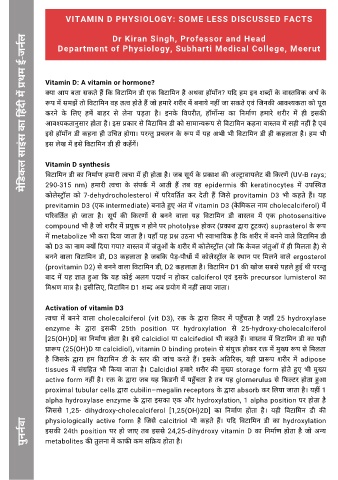 VITAMIN D PHYSIOLOGY: SOME LESS DISCUSSED FACTS
Dr Kiran Singh, Professor and Head
Department of Physiology, Subharti Medical College, Meerut
मेडिकल साइंस का हिंदी में प्रथम ई-जर्नल
Vitamin D: A vitamin or hormone?
क्या आप बता सकते हैं कि विटामिन डी एक विटामिन है अथवा हॉर्मोन? यदि हम इन शब्दों के वास्तविक अर्थ के
रूप में समझें तो विटामिन वह तत्व होते हैं जो हमारे शरीर में बनाये नहीं जा सकते एवं जिनकी आवश्यकता को पूरा
करने के लिए हमें बाहर से लेना पड़ता है। इनके विपरीत, हॉर्मोन्स का निर्माण हमारे शरीर में ही इसकी
आवश्यकतानुसार होता है। इस प्रकार से विटामिन डी को सामान्यरूप से विटामिन कहना वास्तव में सही नहीं है एवं
इसे हॉर्मोन डी कहना ही उचित होगा। परन्तु प्रचलन के रूप में यह अभी भी विटामिन डी ही कहलाता है। हम भी
इस लेख में इसे विटामिन डी ही कहेंगें।
Vitamin D synthesis
विटामिन डी का निर्माण हमारी त्वचा में ही होता है। जब सूर्य के प्रकाश की अल्ट्रावायलेट बी किरणें (UV-B rays;
290-315 nm) हमारी त्वचा के संपर्क में आती हैं तब वह epidermis की keratinocytes में उपस्थित
कोलेस्ट्रॉल को 7-dehydrocholesterol में परिवर्तित कर देती है जिसे provitamin D3 भी कहते हैं। यह
previtamin D3 (एक intermediate) बनाते हुए अंत में vitamin D3 (कैमिकल नाम cholecalciferol) में
परिवर्तित हो जाता है। सूर्य की किरणों से बनने वाला यह विटामिन डी वास्तव में एक photosensitive
compound भी है जो शरीर में प्रयुक्त न होने पर photolyse होकर (प्रकाश द्वारा टूटकर) suprasterol के रूप
में metabolize भी करा दिया जाता है। यहाँ यह प्रश्न उठना भी स्वाभाविक है कि शरीर में बनने वाले विटामिन डी
को D3 का नाम क्यों दिया गया? वास्तव में जंतुओं के शरीर में कोलेस्ट्रॉल (जो कि केवल जंतुओं में ही मिलता है) से
बनने वाला विटामिन डी, D3 कहलाता है जबकि पेड़-पौधों में कोलेस्ट्रॉल के स्थान पर मिलने वाले ergosterol
(provitamin D2) से बनने वाला विटामिन डी, D2 कहलाता है। विटामिन D1 की खोज सबसे पहले हुई थी परन्तु
बाद में यह ज्ञात हुआ कि यह कोई अलग पदार्थ न होकर calciferol एवं इसके precursor lumisterol का
मिश्रण मात्र है। इसीलिए, विटामिन D1 शब्द अब प्रयोग में नहीं लाया जाता।
Activation of vitamin D3
त्वचा में बनने वाला cholecalciferol (vit D3), रक्त के द्वारा लिवर में पहुँचता है जहाँ 25 hydroxylase
enzyme के द्वारा इसकी 25th position पर hydroxylation से 25-hydroxy-cholecalciferol
[25(OH)D] का निर्माण होता है। इसे calcidiol या calcifediol भी कहते हैं। वास्तव में विटामिन डी का यही
प्रारूप (25(OH)D या calcidiol), vitamin D binding protein से संयुक्त होकर रक्त में मुख्य रूप से मिलता
है जिसके द्वारा हम विटामिन डी के स्तर की जांच करते हैं। इसके अतिरिक्त, यही प्रारूप शरीर में adipose
tissues में संग्रहित भी किया जाता है। Calcidiol हमारे शरीर की मुख्य storage form होते हुए भी मुख्य
active form नहीं है। रक्त के द्वारा जब यह किडनी में पहुँचता है तब यह glomerulus से फिल्टर होता हुआ
proximal tubular cells द्वारा cubilin–megalin receptors के द्वारा absorb कर लिया जाता है। यहीं 1
alpha hydroxylase enzyme के द्वारा इसका एक और hydroxylation, 1 alpha position पर होता है
जिससे 1,25- dihydroxy-cholecalciferol [1,25(OH)2D] का निर्माण होता है। यही विटामिन डी की
physiologically active form है जिसे calcitriol भी कहते हैं। यदि विटामिन डी का hydroxylation
इसकी 24th position पर हो जाए तब इससे 24,25-dihydroxy vitamin D का निर्माण होता है जो अन्य
metabolites की तुलना में काफी कम सक्रिय होता है।
पुनर्नवा